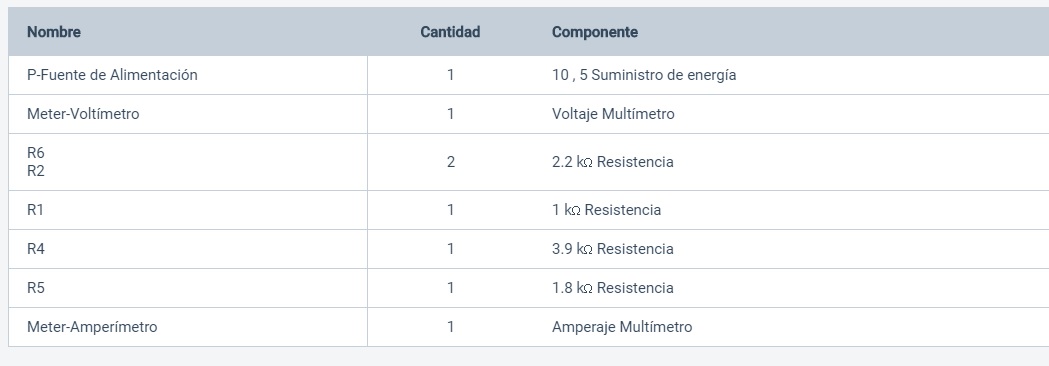 Nombre Cantidad Componente
P-Fuente de Alimentación 1 10 , 5 Suministro de energía
Meter-Voltímetro 1 Voltaje Multímetro
R6
R2 2 2.2 kΩ Resistencia
R1 1 1 kΩ Resistencia
R4 1 3.9 kΩ Resistencia
R5 1 1.8 kΩ Resistencia
Meter-Amperímetro 1 Amperaje Multímetro